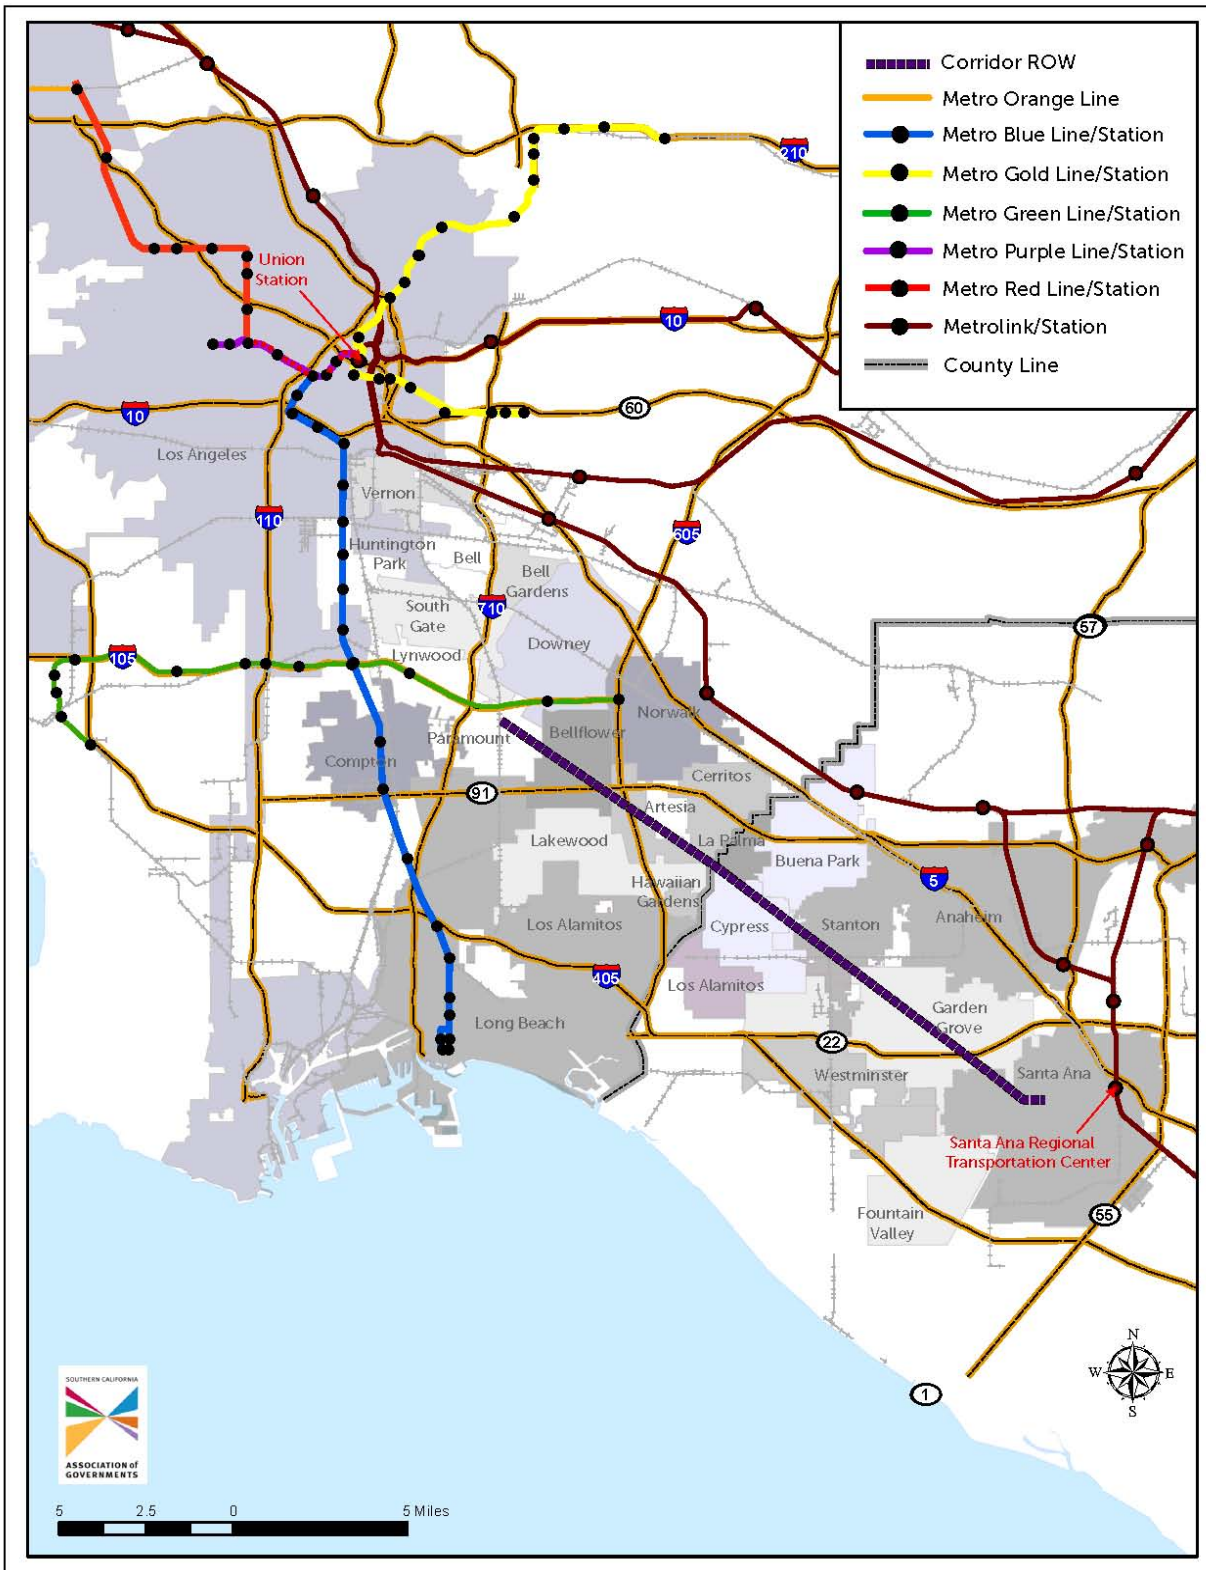 Corridor ROW
Metro Orange Line
Metro Blue Line/Station
Metro Gold Line/Station
Metro Green Line/Station
Metro Purple Line/Station
Metro Red Line/Station
Metrolink/Station
County Line
210
Union
Station
10
10
60
Los Angeles
Vernon
110
605
Huntington
Park
Bell
Bell
Gardens
710
South
Gate
57
Downey
Lynwood
105
Norwalk
Paramount
Bellflower
Compton
Cerritos
91
Artesia
Lakewood
La Palma
Buena Park
5
Hawaiian
Gardens
Los Alamitos
Cypress
Stanton
Anaheim
405
Los Alamitos
Long Beach
Garden
Grove
22
Westminster
Santa Ana
Santa Ana Regional
Transportation Center
55
Fountain
Valley
N
W
E
S
1
SOUTHERN CALIFORNIA
ASSOCIATION of
GOVERNMENTS
5 2.5 0 5 Miles